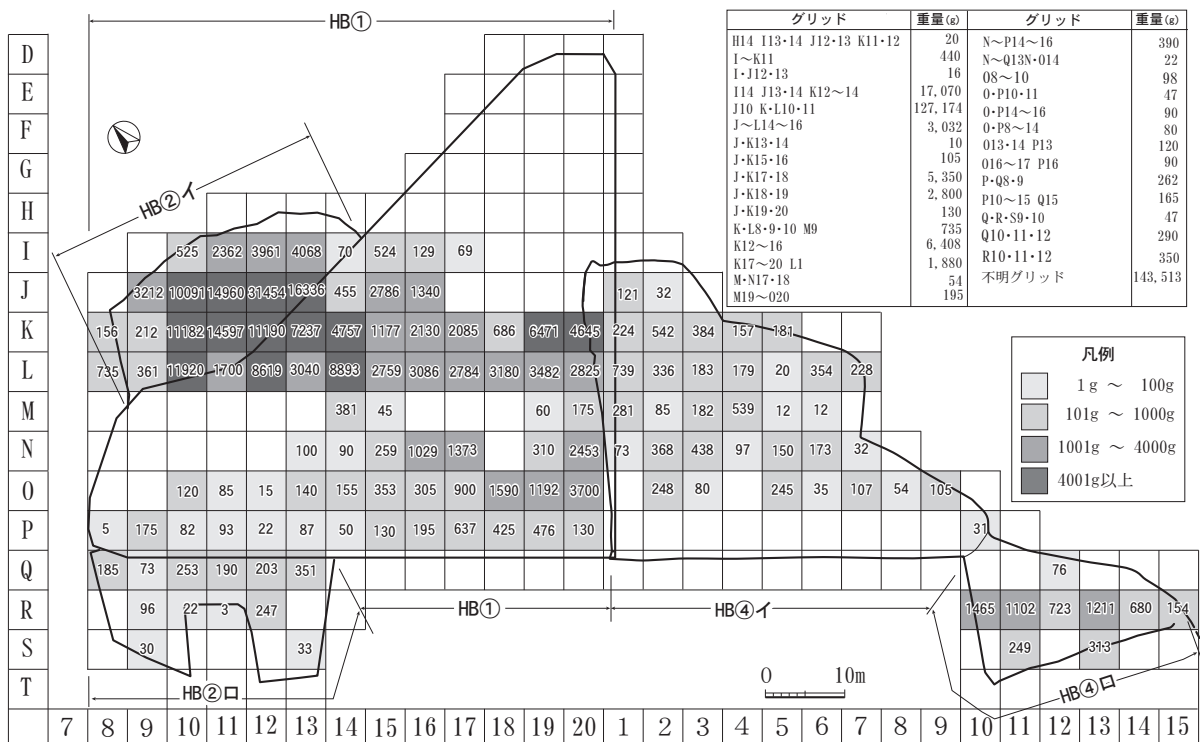 HB①
グリッド 重量(g) グリッド 重量(g)
H14 I13・14 J12・13 K11・12 20 N～P14～16 390
I～K11 440 N～Q13N・O14 22
I・J12・13 16 O8～10 98
I14 J13・14 K12～14 17,070 O・P10・11 47
J10 K・L10・11 127,174 O・P14～16 90
J～L14～16 3,032 O・P8～14 80
J・K13・14 10 O13・14 P13 120
J・K15・16 105 O16～17 P16 90
J・K17・18 5,350 P・Q8・9 262
J・K18・19 2,800 P10～15 Q15 165
J・K19・20 130 Q・R・S9・10 47
K・L8・9・10 M9 735 Q10・11・12 290
K12～16 6,408 R10・11・12 350
K17～20 L1 1,880 不明グリッド 143,513
M・N17・18 54
M19～O20 195
D
E
F
G
H
HB②イ
I 525 2362 3961 4068 70 524 129 69
J 3212 10091 14960 31454 16336 455 2786 1340 121 32
K 156 212 11182 14597 11190 7237 4757 1177 2130 2085 686 6471 4645 224 542 384 157 181
L 735 361 11920 1700 8619 3040 8893 2759 3086 2784 3180 3482 2825 739 336 183 179 20 354 228
M 381 45 60 175 281 85 182 539 12 12
N 100 90 259 1029 1373 310 2453 73 368 438 97 150 173 32
O 120 85 15 140 155 353 305 900 1590 1192 3700 248 80 245 35 107 54 105
P 5 175 82 93 22 87 50 130 195 637 425 476 130 31
Q 185 73 253 190 203 351 76
R 96 22 3 247 HB① HB④イ 1465 1102 723 1211 680 154
S 30 33 249 313
T HB②ロ 0 10m HB④ロ
7 8 9 10 11 12 13 14 15 16 17 18 19 20 1 2 3 4 5 6 7 8 9 10 11 12 13 14 15
凡例
1g ～ 100g
101g ～ 1000g
1001g ～ 4000g
4001g以上